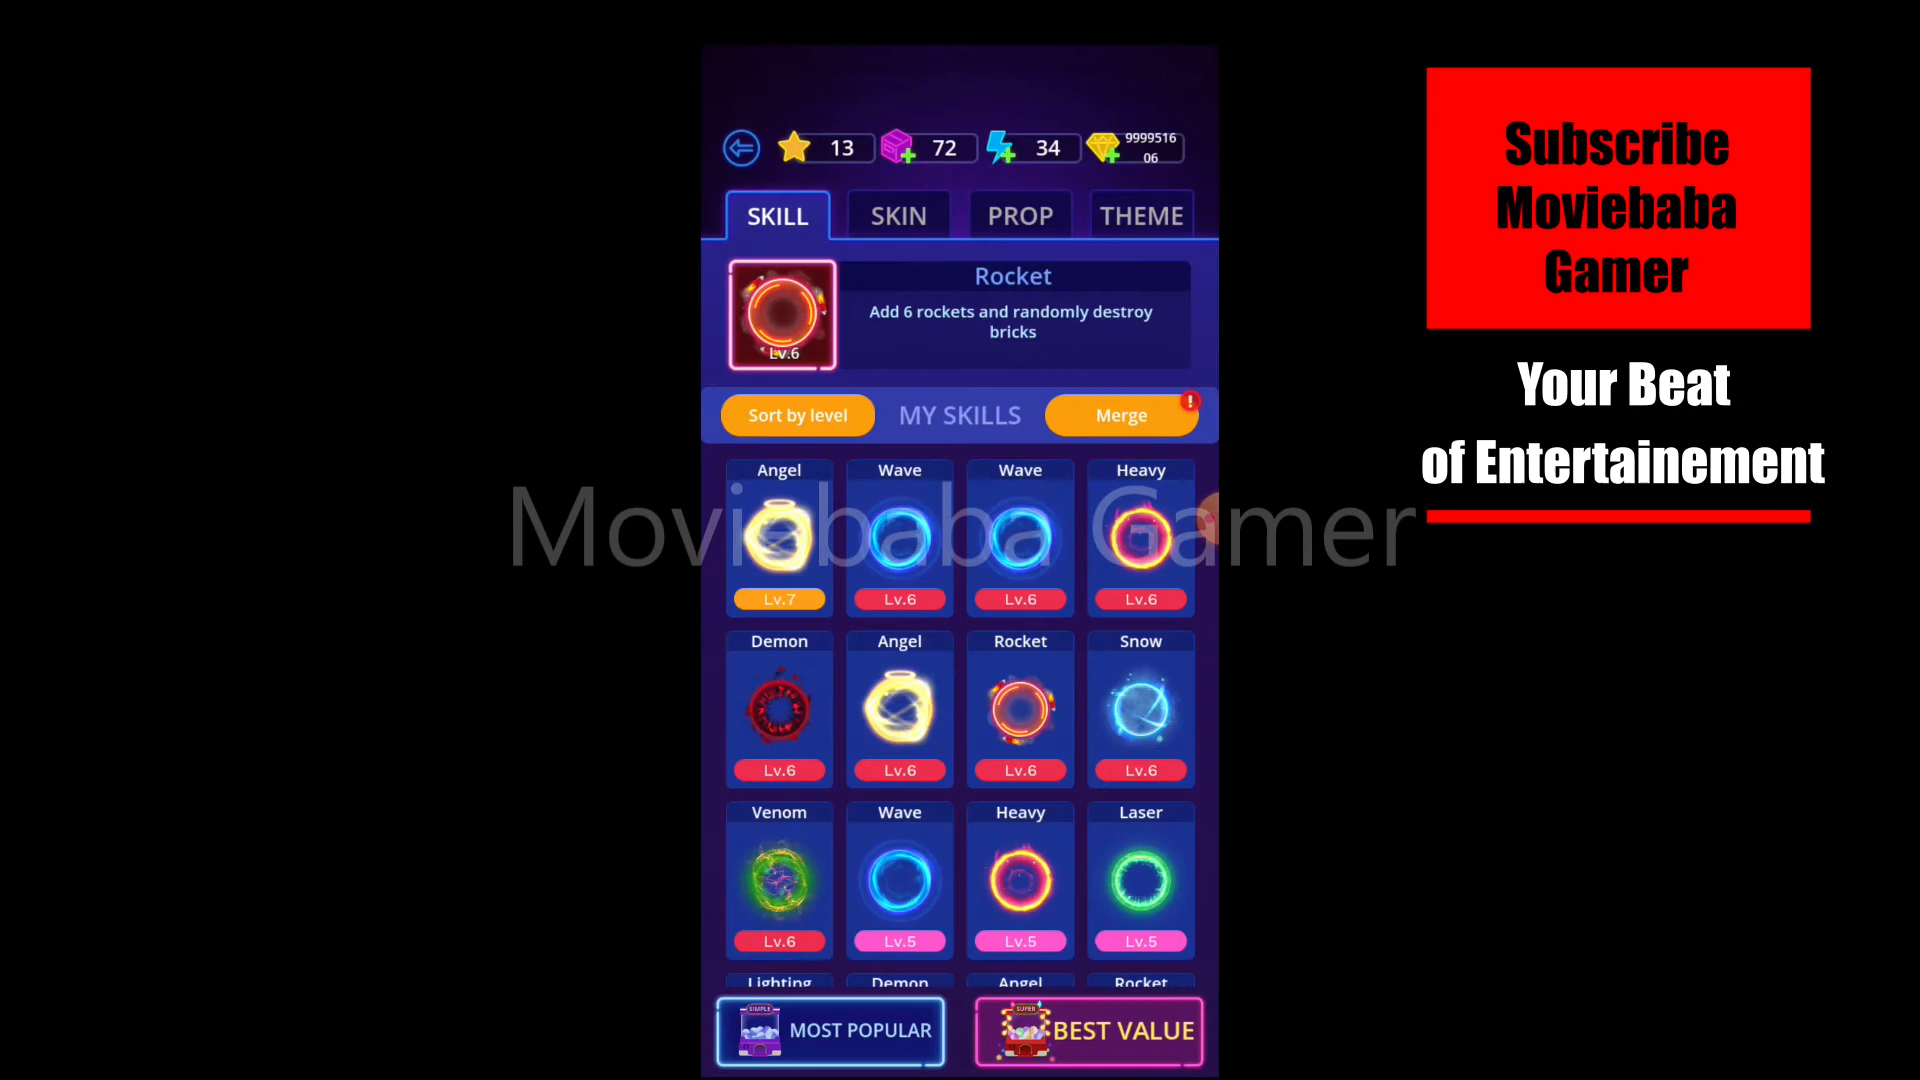 13
72
34
9999516
06
SKILL
SKIN
PROP
THEME
Rocket
Add 6 rockets and randomly destroy
bricks
Lv.6
Sort by level
MY SKILLS
Merge
!
Angel
Wave
Wave
Heavy
Lv.7
Lv.6
Lv.6
Lv.6
Moviebaba Gamer
Demon
Angel
Rocket
Snow
Lv.6
Lv.6
Lv.6
Lv.6
Venom
Wave
Heavy
Laser
Lv.6
Lv.5
Lv.5
Lv.5
Lighting
Demon
Angel
Rocket
SIMPLE
MOST POPULAR
SUPER
BEST VALUE
Subscribe
Moviebaba
Gamer
Your Beat
of Entertainement